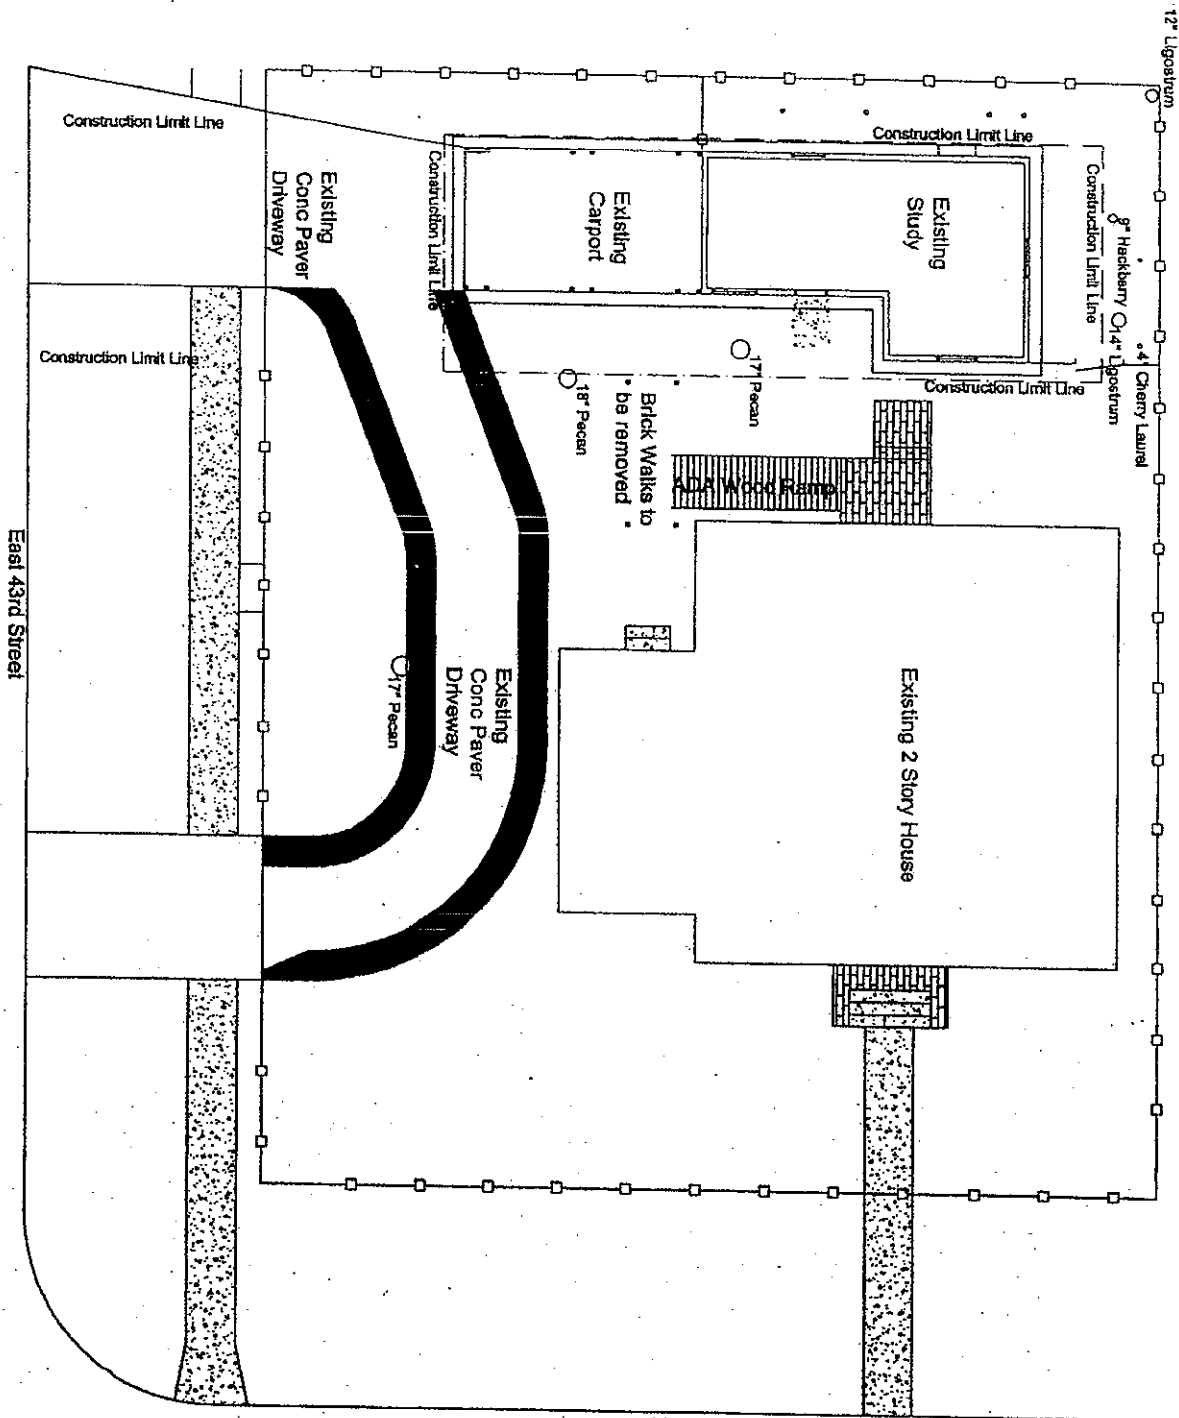 12" Ligostrum
Construction Limit Line
Construction Limit Line
Construction Limit Line
Existing
Conc Paver
Driveway
Construction Limit Line
Existing
Carport
Existing
Study
Construction Limit Line
8" Hackberry
14" Ligostrum
4" Cherry Laurel
Construction Limit Line
17" Pecan
18" Pecan
Brick Walks to
be removed
ADA Wood Ramp
Existing 2 Story House
Existing
Conc Paver
Driveway
17" Pecan
East 43rd Street